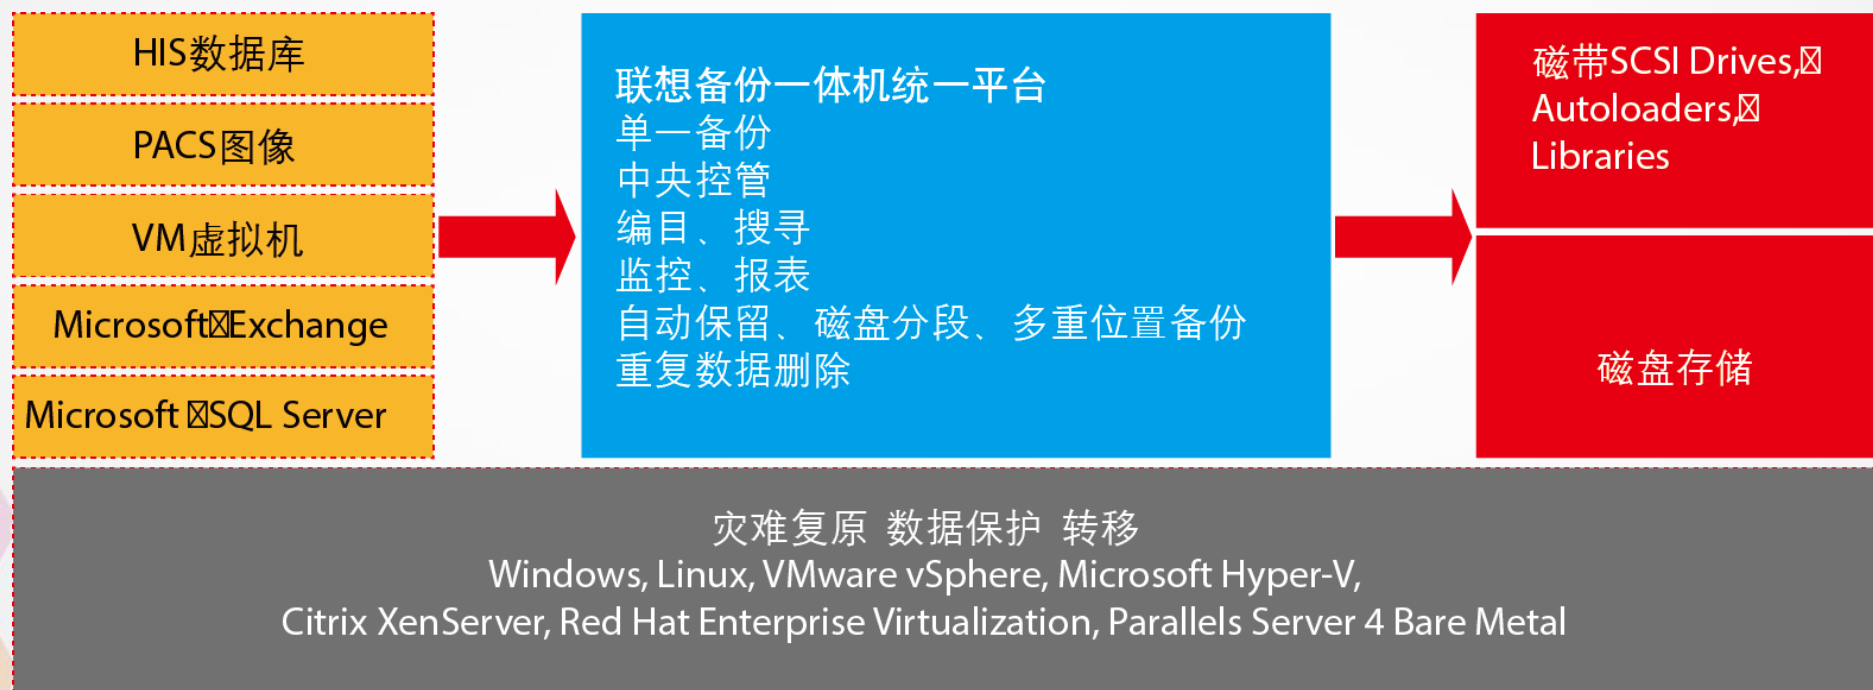 HIS数据库
PACS图像
VM虚拟机
Microsoft Exchange
Microsoft SQL Server
联想备份一体机统一平台
单一备份
中央控管
编目、搜寻
监控、报表
自动保留、磁盘分段、多重位置备份
重复数据删除
磁带SCSI Drives,
Autoloaders,
Libraries
磁盘存储
灾难复原 数据保护 转移
Windows, Linux, VMware vSphere, Microsoft Hyper-V,
Citrix XenServer, Red Hat Enterprise Virtualization, Parallels Server 4 Bare Metal